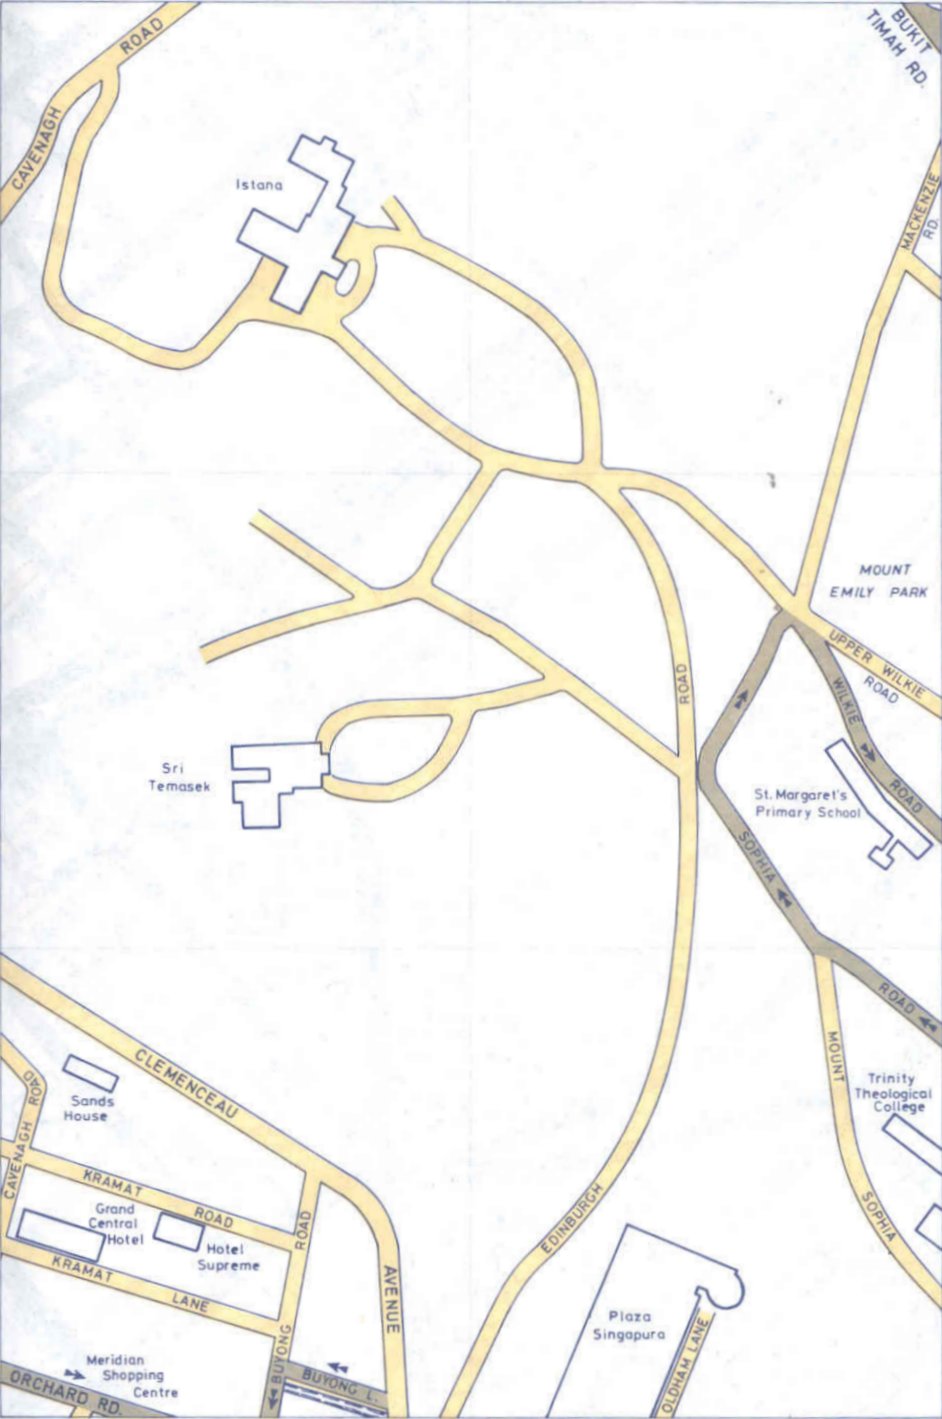 BUKIT
TIMAH RD.
CAVENAGH ROAD
MACKENZIE
RD.
Istana
MOUNT
EMILY PARK
UPPER WILKIE
ROAD
WILKIE ROAD
ROAD
Sri
Temasek
St. Margaret's
Primary School
SOPHIA ROAD
MOUNT SOPHIA
Trinity
Theological
College
CLEMENCEAU AVENUE
Sands
House
CAVENAGH ROAD
KRAMAT ROAD
Grand
Central
Hotel
Hotel
Supreme
KRAMAT LANE
BUYONG ROAD
EDINBURGH
Plaza
Singapura
OLDHAM LANE
Meridian
Shopping
Centre
BUYONG L.
ORCHARD RD.